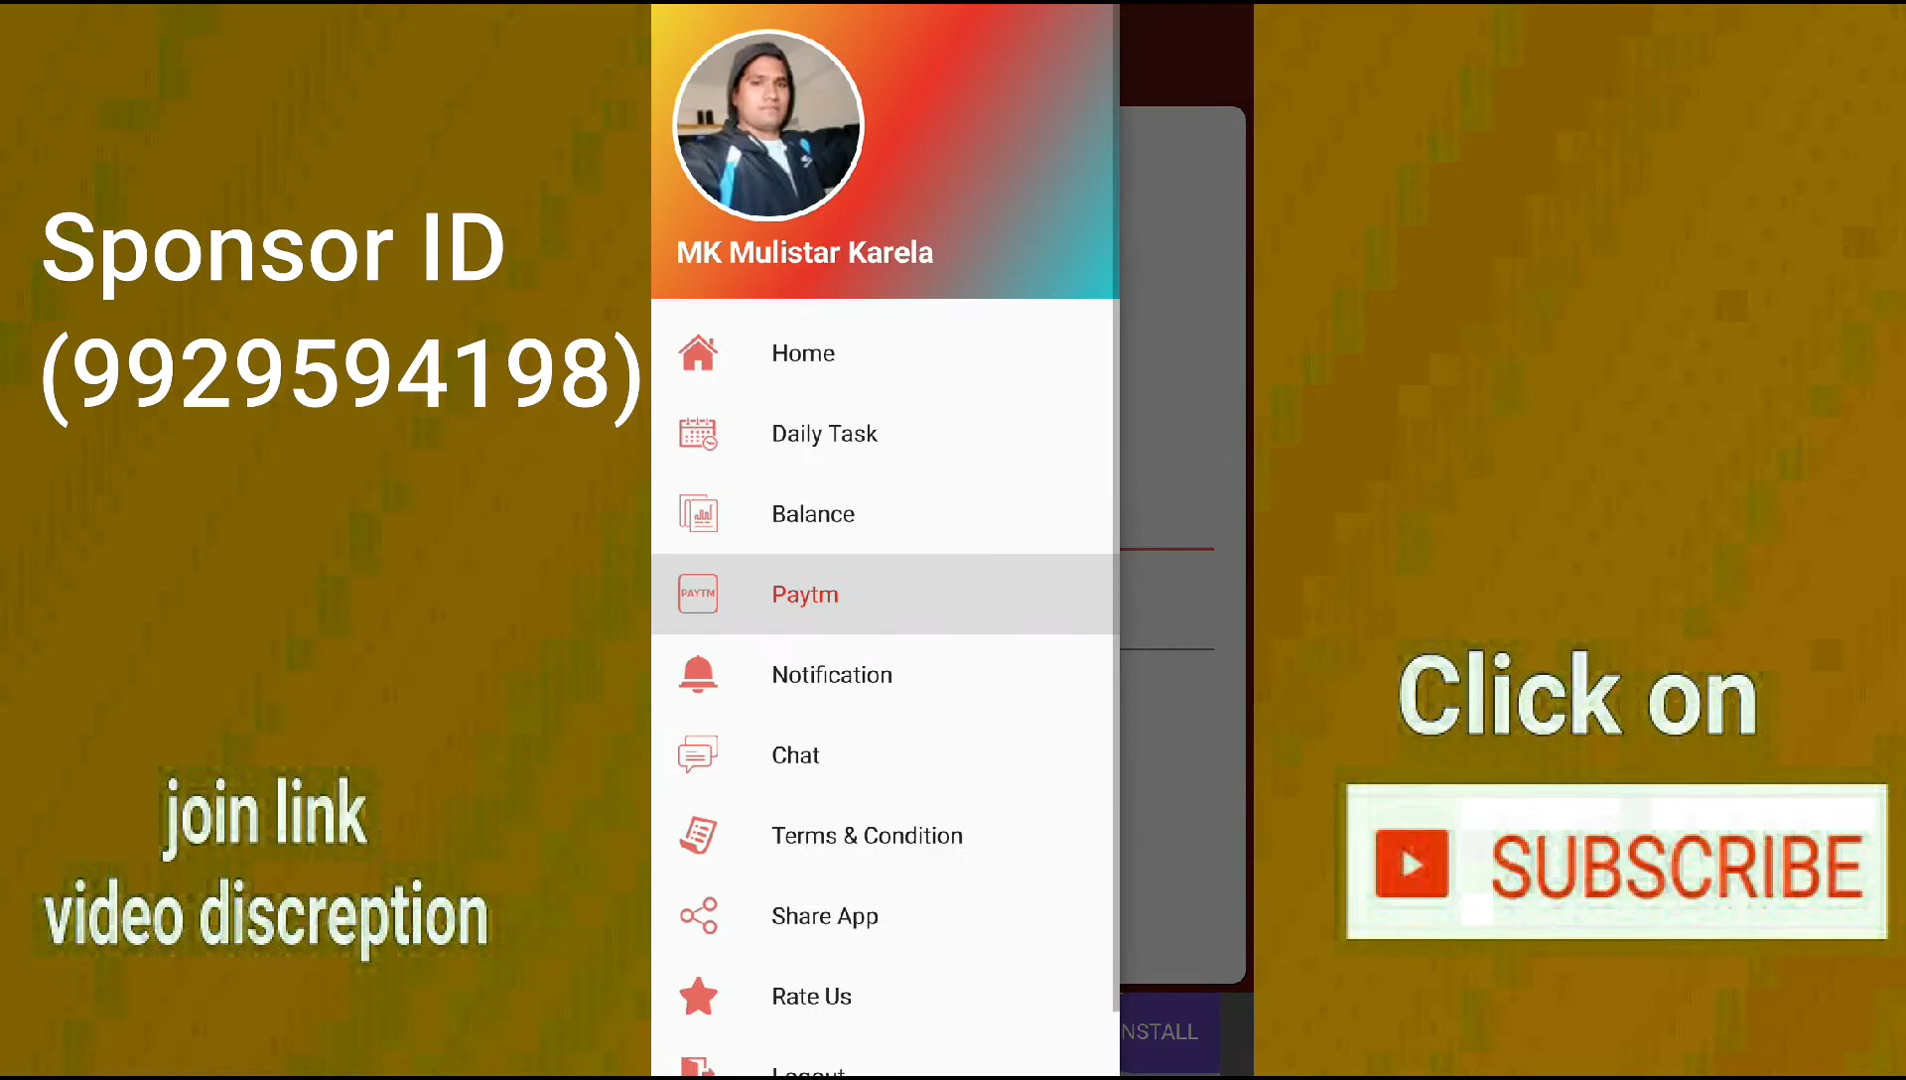 Sponsor ID
(9929594198)
join link
video discreption
MK Mulistar Karela
Home
Daily Task
Balance
PAYTM
Paytm
Notification
Chat
Terms & Condition
Share App
Rate Us
Logout
NSTALL
Click on
SUBSCRIBE